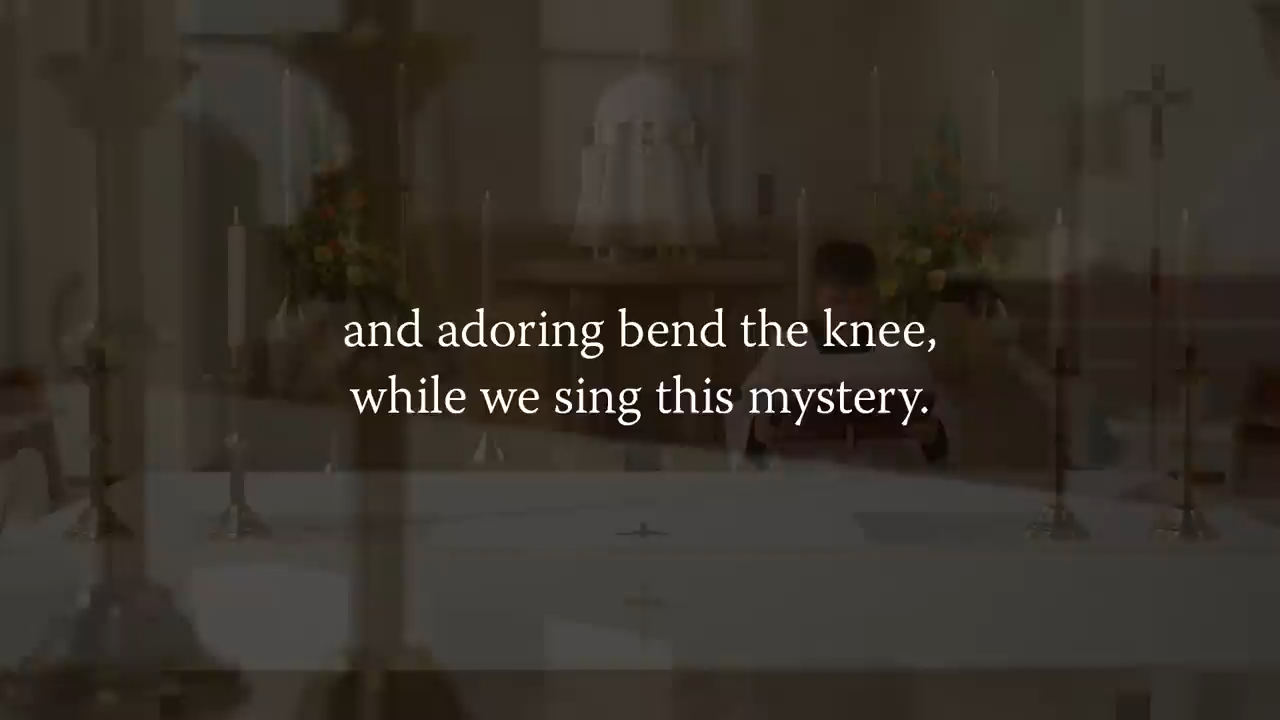 and adoring bend the knee,
while we sing this mystery.